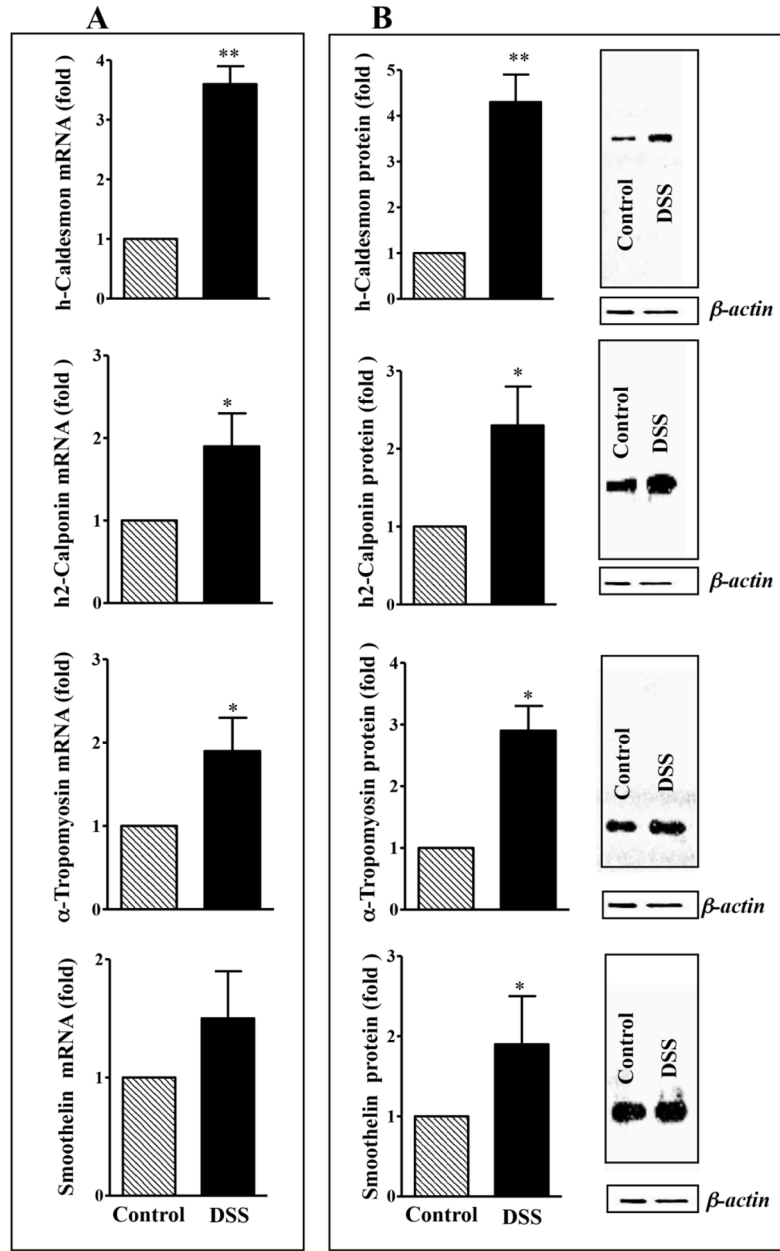 A
B
h-Caldesmon mRNA (fold)
4
3
2
1
0
**
h-Caldesmon protein (fold)
5
4
3
2
1
0
**
Control
DSS
β-actin
h2-Calponin mRNA (fold)
3
2
1
0
*
h2-Calponin protein (fold)
3
2
1
0
*
Control
DSS
β-actin
α-Tropomyosin mRNA (fold)
3
2
1
0
*
α-Tropomyosin protein (fold)
4
3
2
1
0
*
Control
DSS
β-actin
Smoothelin mRNA (fold)
2
1
0
Control
DSS
Smoothelin protein (fold)
3
2
1
0
*
Control
DSS
Control
DSS
β-actin